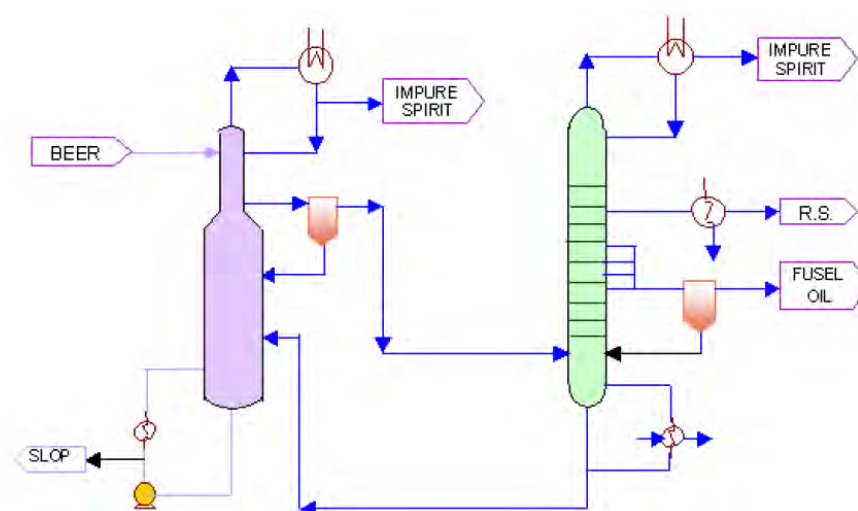 IMPURE
SPIRIT
IMPURE
SPIRIT
BEER
R.S.
FUSEL
OIL
SLOP